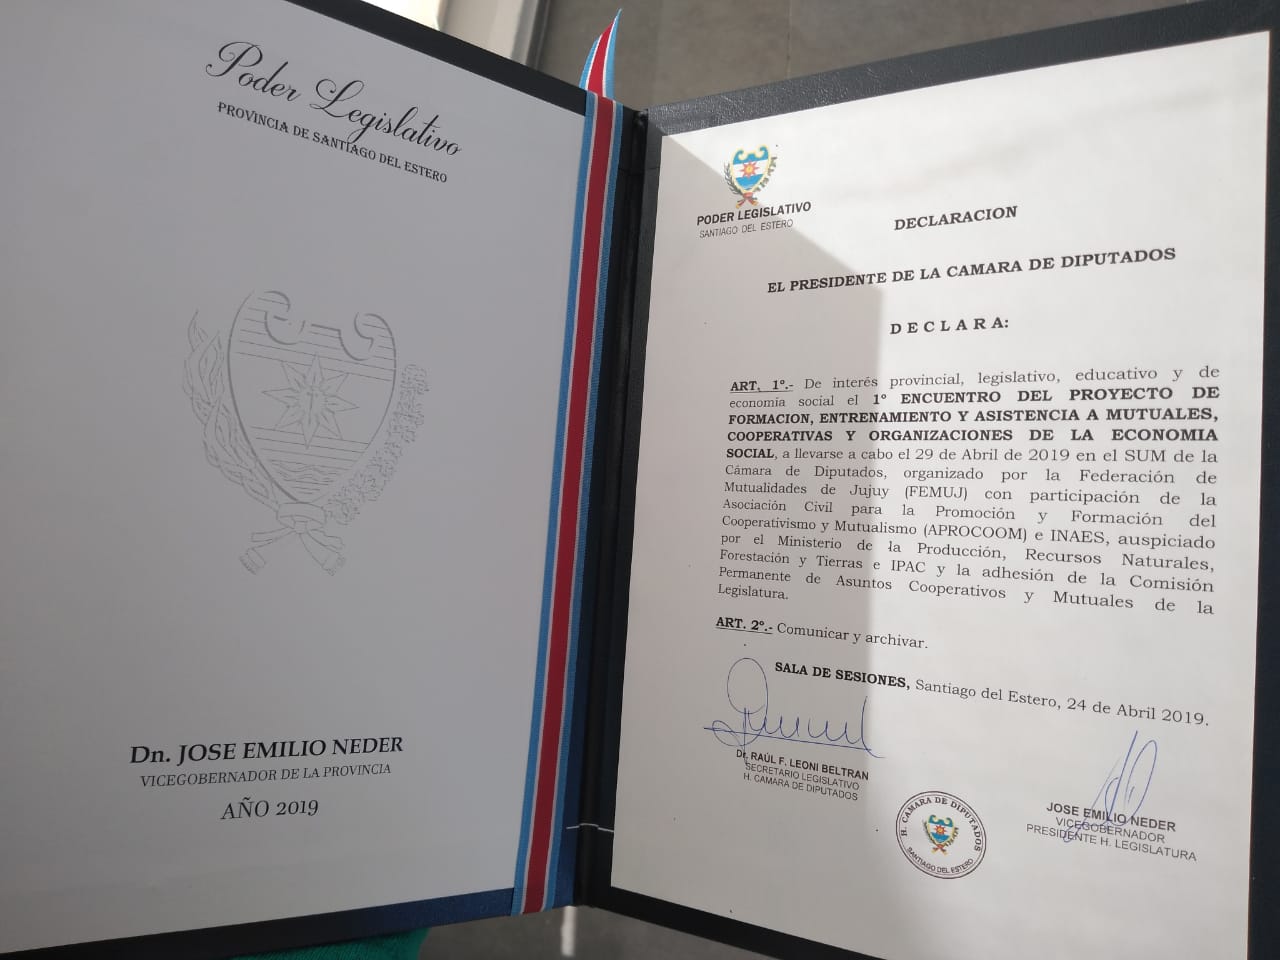 Poder Legislativo
PROVINCIA DE SANTIAGO DEL ESTERO
Dn. JOSE EMILIO NEDER
VICEGOBERNADOR DE LA PROVINCIA
AÑO 2019
PODER LEGISLATIVO
SANTIAGO DEL ESTERO
DECLARACION
EL PRESIDENTE DE LA CAMARA DE DIPUTADOS
D E C L A R A:
ART. 1º.- De interés provincial, legislativo, educativo y de
economía social el 1º ENCUENTRO DEL PROYECTO DE
FORMACION, ENTRENAMIENTO Y ASISTENCIA A MUTUALES,
COOPERATIVAS Y ORGANIZACIONES DE LA ECONOMIA
SOCIAL, a llevarse a cabo el 29 de Abril de 2019 en el SUM de la
Cámara de Diputados, organizado por la Federación de
Mutualidades de Jujuy (FEMUJ) con participación de la
Asociación Civil para la Promoción y Formación del
Cooperativismo y Mutualismo (APROCOOM) e INAES, auspiciado
por el Ministerio de la Producción, Recursos Naturales,
Forestación y Tierras e IPAC y la adhesión de la Comisión
Permanente de Asuntos Cooperativos y Mutuales de la
Legislatura.
ART. 2º.- Comunicar y archivar.
SALA DE SESIONES, Santiago del Estero, 24 de Abril 2019.
Dr. RAÚL F. LEONI BELTRAN
SECRETARIO LEGISLATIVO
H. CAMARA DE DIPUTADOS
H. CAMARA DE DIPUTADOS
SANTIAGO DEL ESTERO
JOSE EMILIO NEDER
VICEGOBERNADOR
PRESIDENTE H. LEGISLATURA